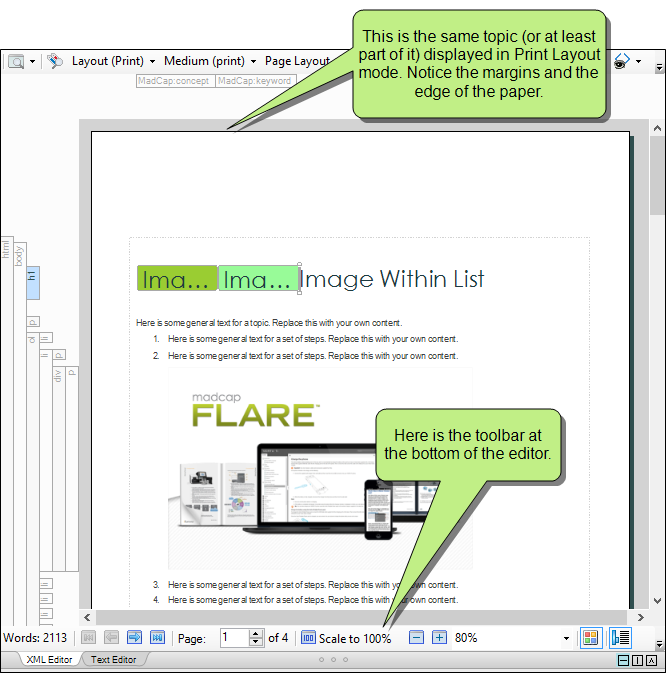 This is the same topic (or at least
part of it) displayed in Print Layout
mode. Notice the margins and the
edge of the paper.
Layout (Print) Medium (print) Page Layout
MadCap:concept MadCap:keyword
html
body
h1
p
ol
li
li
p
div
p
li
li
Ima... Ima... Image Within List
Here is some general text for a topic. Replace this with your own content.
1. Here is some general text for a set of steps. Replace this with your own content.
2. Here is some general text for a set of steps. Replace this with your own content.
madcap
FLARE™
Here is the toolbar at
the bottom of the editor.
3. Here is some general text for a set of steps. Replace this with your own content.
4. Here is some general text for a set of steps. Replace this with your own content.
Words: 2113 Page: 1 of 4 100 Scale to 100% 80%
XML Editor Text Editor